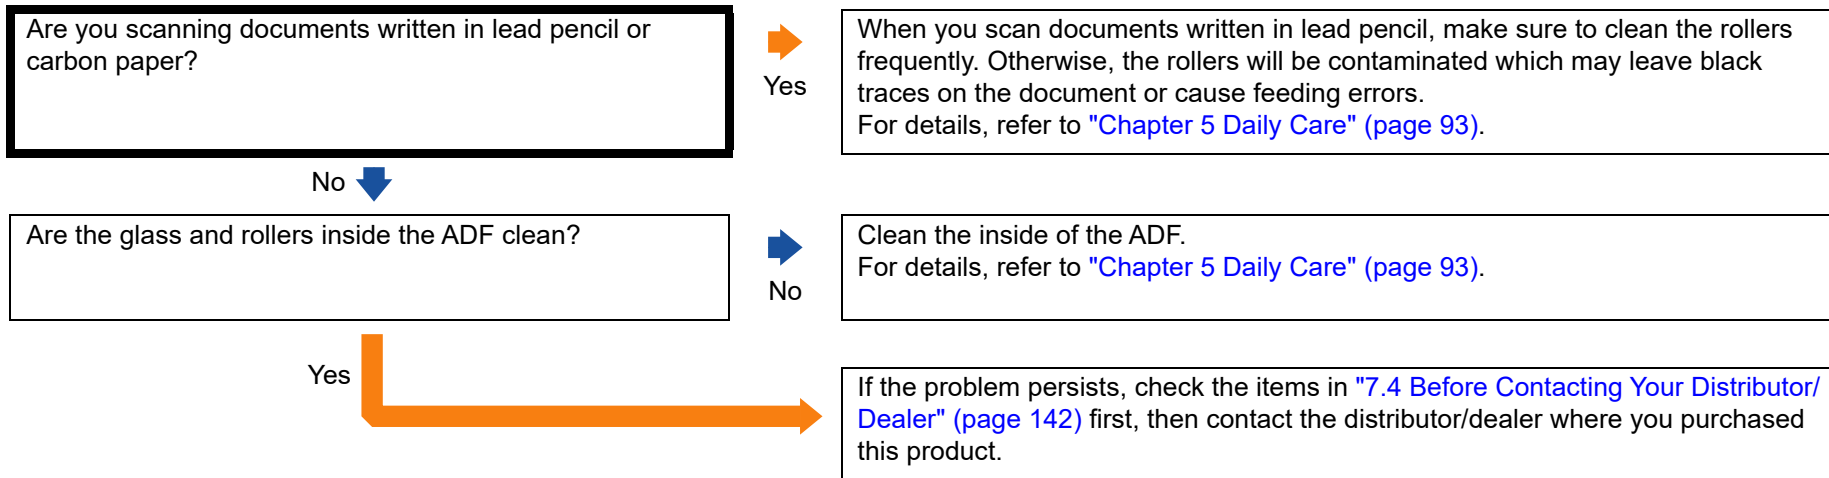 Are you scanning documents written in lead pencil or
carbon paper?
Yes
When you scan documents written in lead pencil, make sure to clean the rollers
frequently. Otherwise, the rollers will be contaminated which may leave black
traces on the document or cause feeding errors.
For details, refer to "Chapter 5 Daily Care" (page 93).
No
Are the glass and rollers inside the ADF clean?
No
Clean the inside of the ADF.
For details, refer to "Chapter 5 Daily Care" (page 93).
Yes
If the problem persists, check the items in "7.4 Before Contacting Your Distributor/
Dealer" (page 142) first, then contact the distributor/dealer where you purchased
this product.